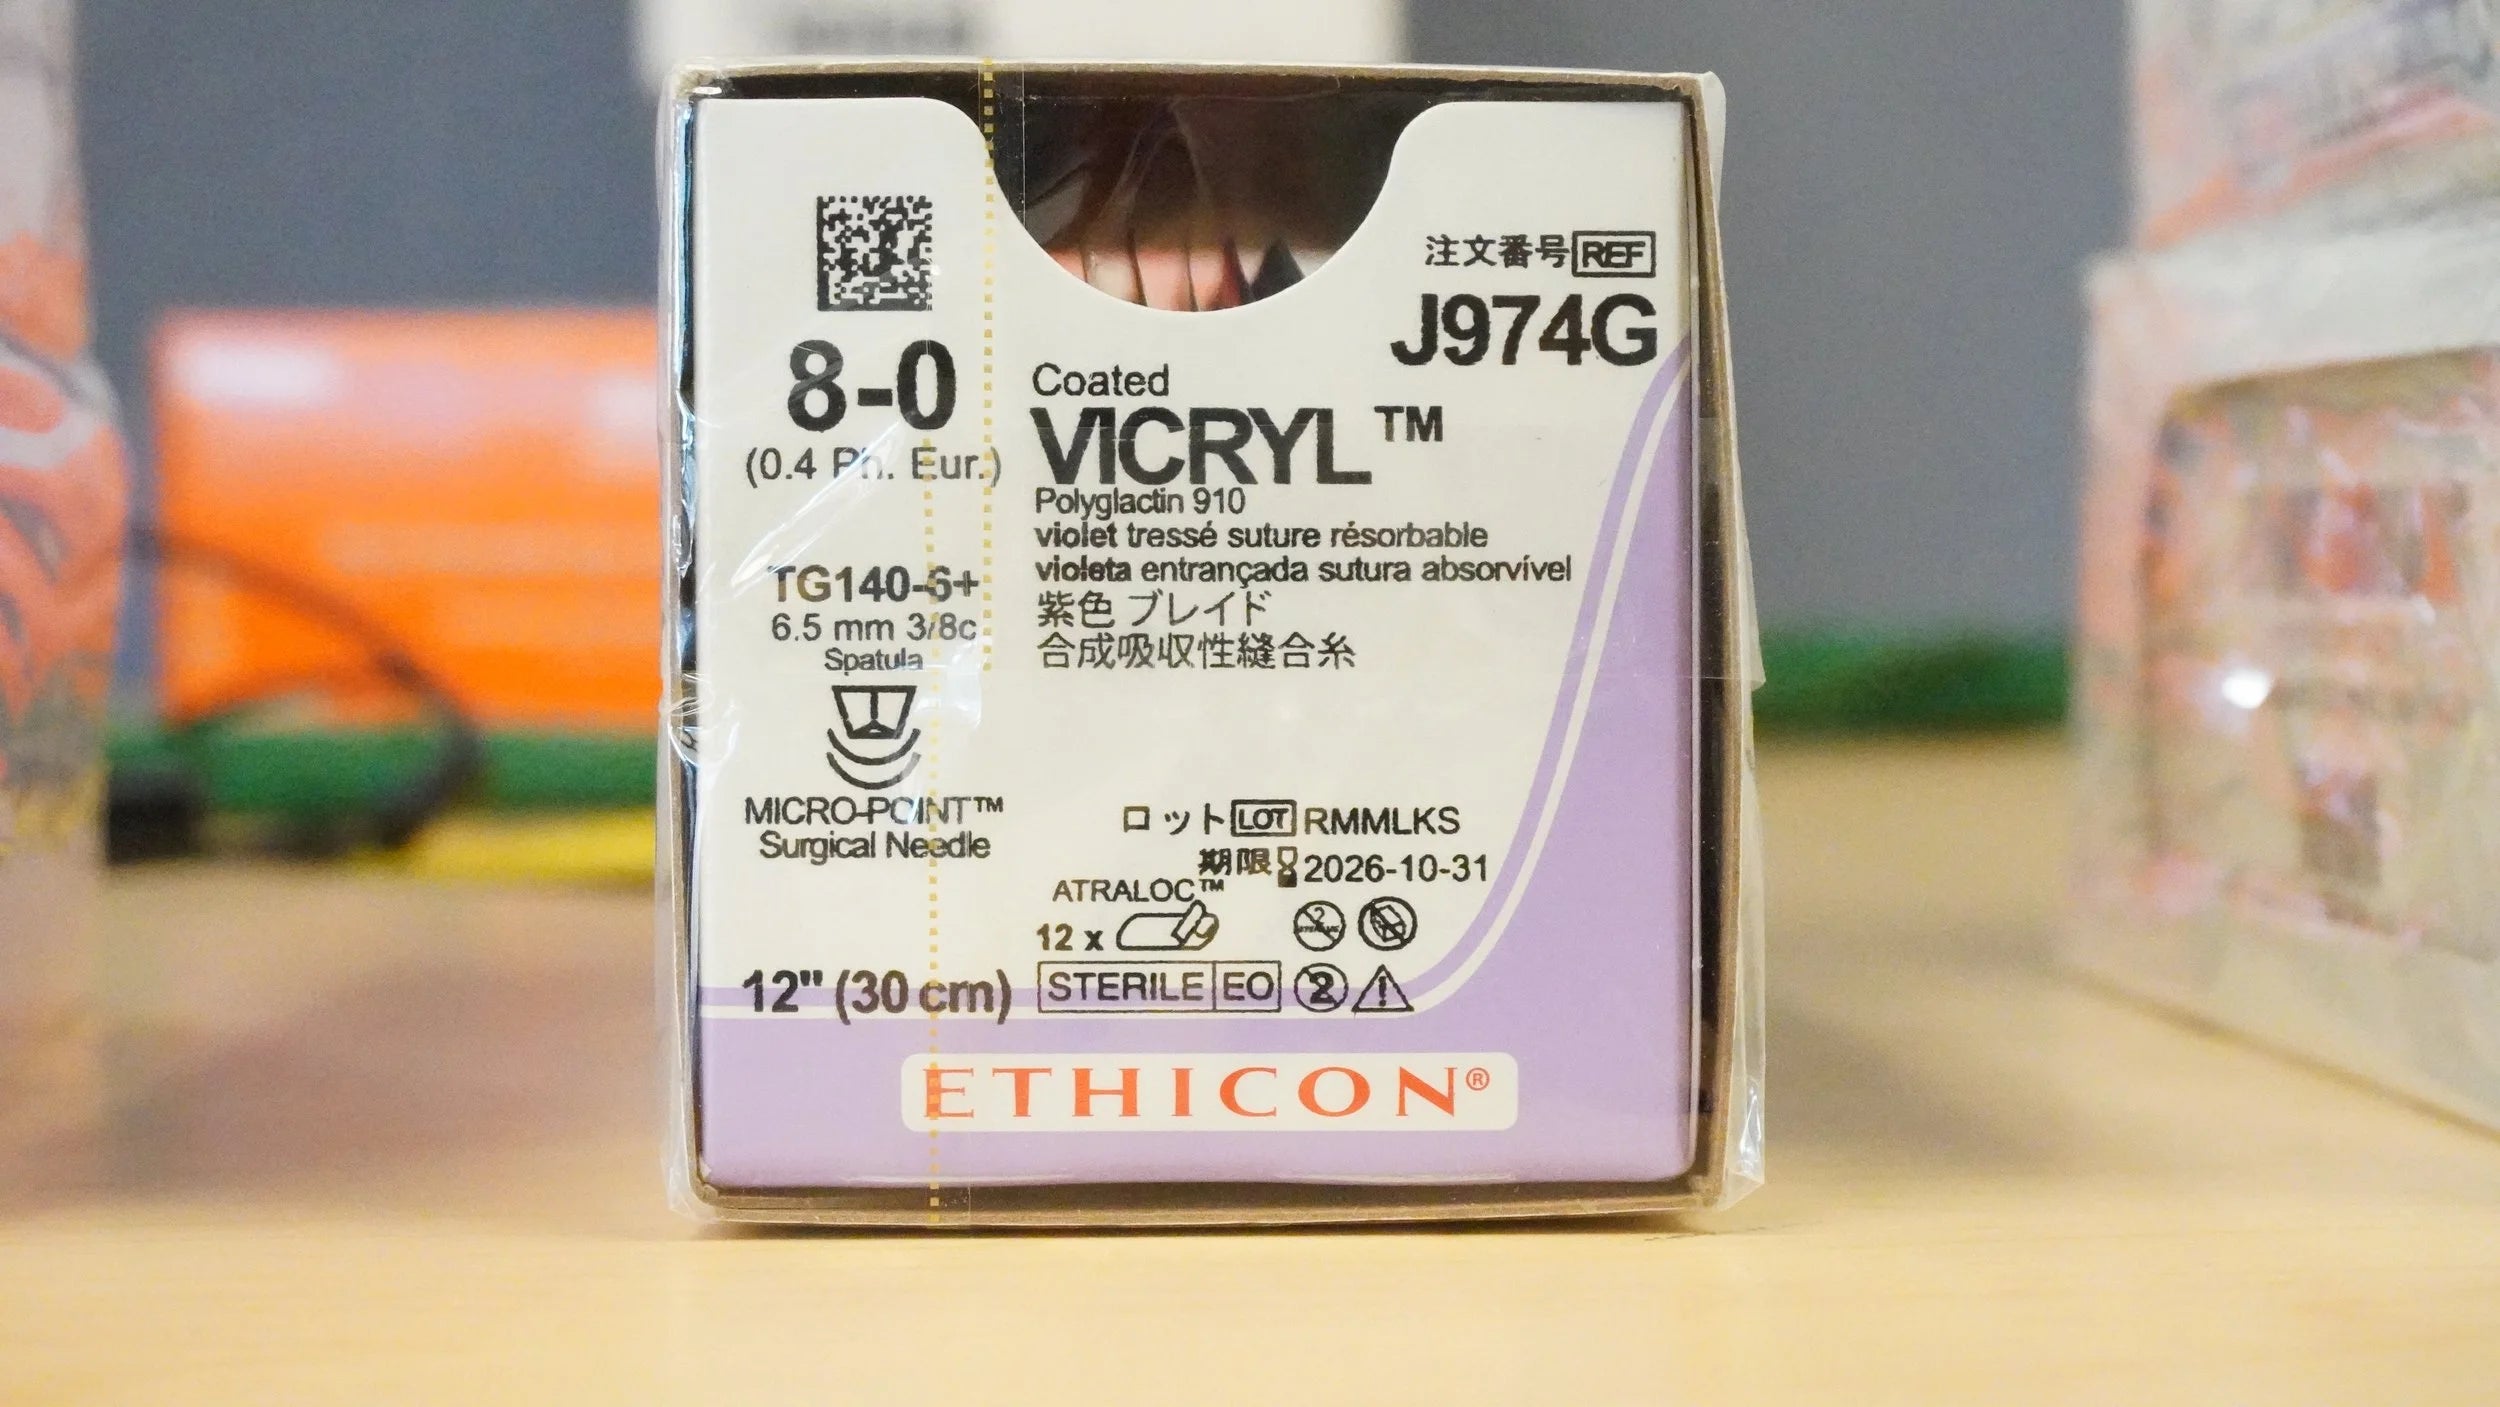 注文番号 REF
J974G
8-0
(0.4 Ph. Eur.)
Coated
VICRYL™
Polyglactin 910
violet tressé suture résorbable
violeta entrançada sutura absorvível
紫色 ブレイド
合成吸収性縫合糸
TG140-6+
6.5 mm 3/8c
Spatula
MICRO-POINT™
Surgical Needle
ロット LOT RMMLKS
期限 2026-10-31
ATRALOC™
12 x
12" (30 cm)
STERILE EO 2
ETHICON®